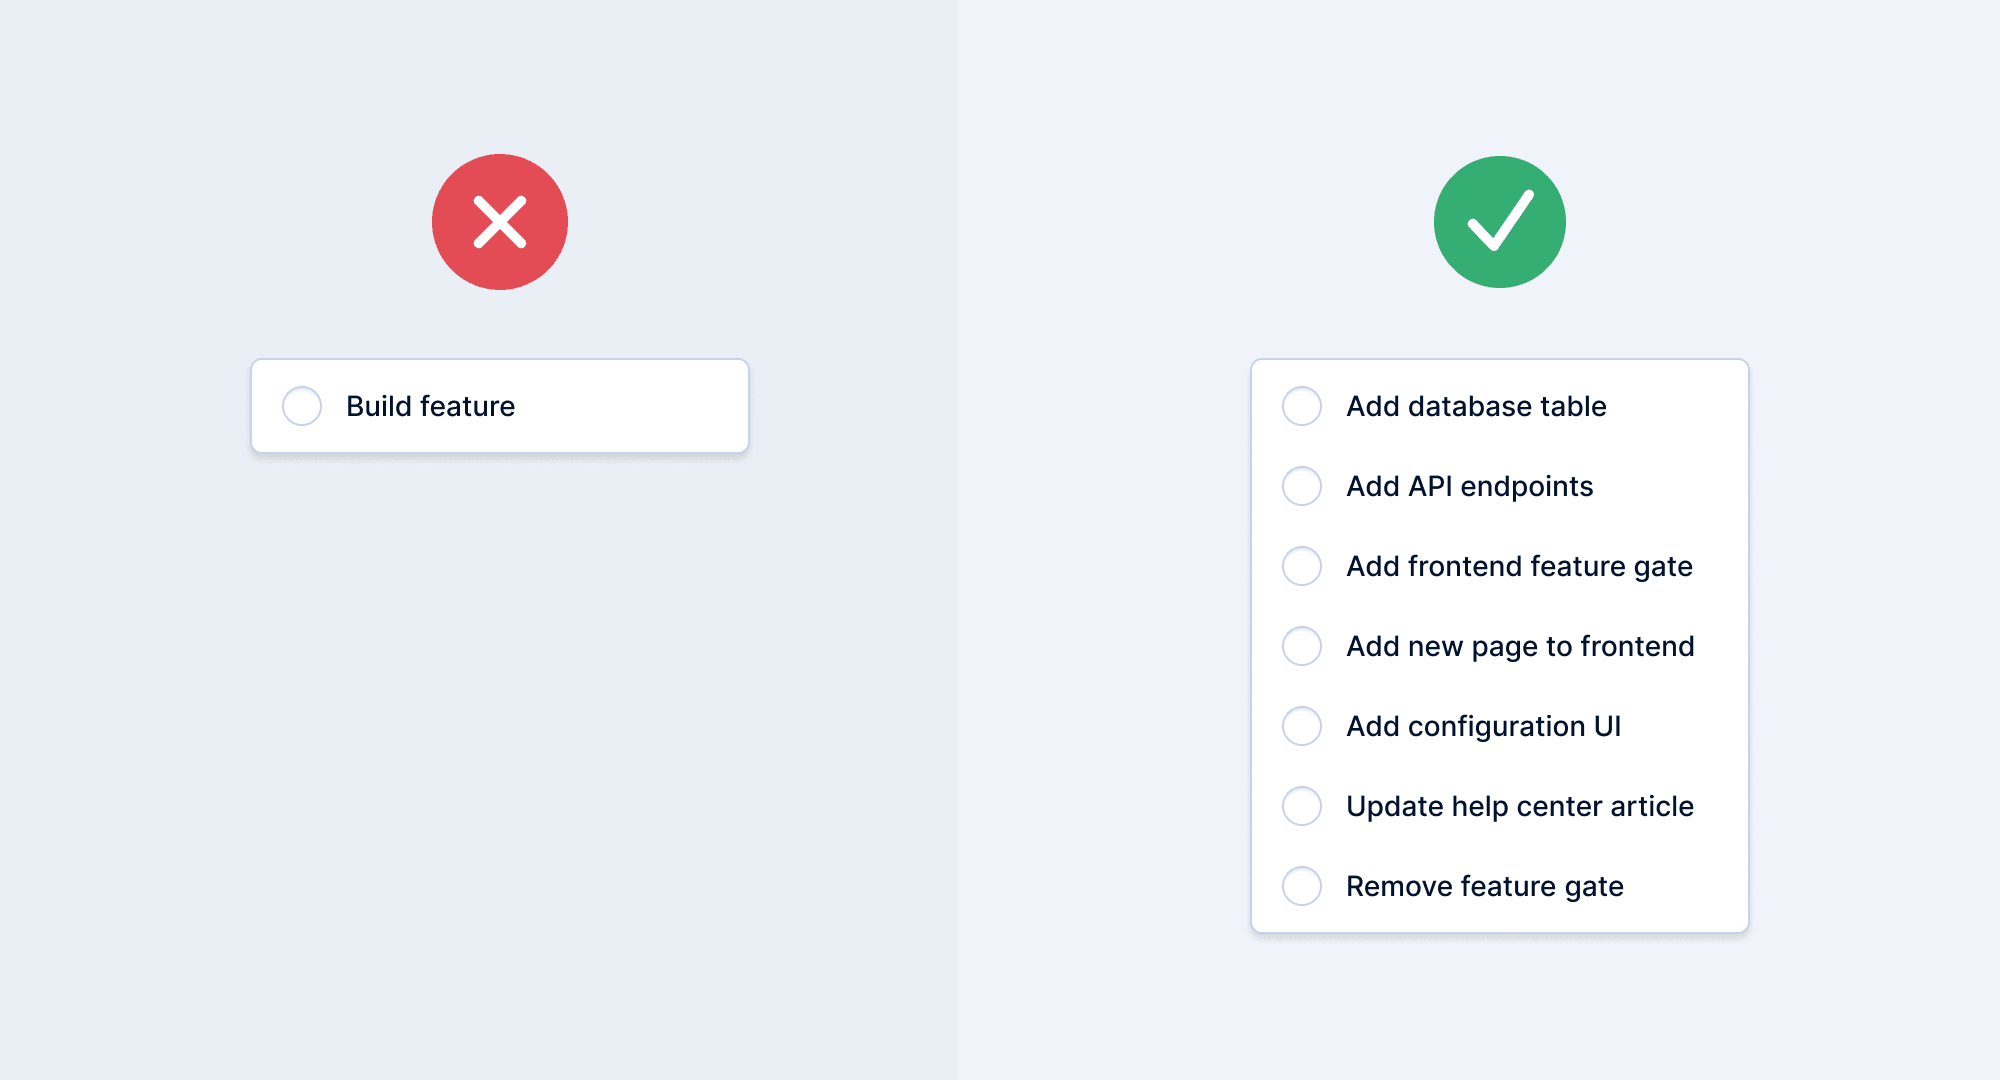 Build feature
Add database table
Add API endpoints
Add frontend feature gate
Add new page to frontend
Add configuration UI
Update help center article
Remove feature gate